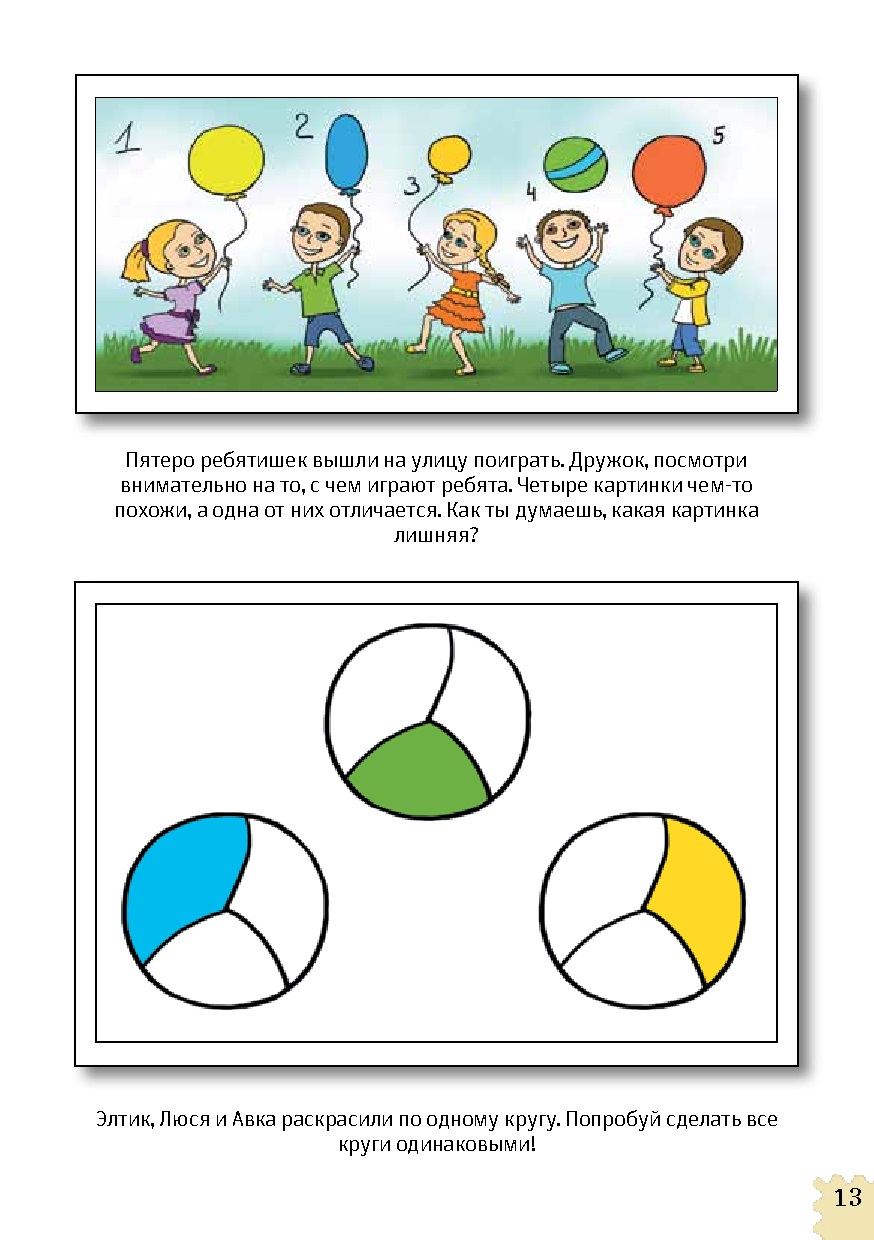 1
2
3
4
5
Пятеро ребятишек вышли на улицу поиграть. Дружок, посмотри
внимательно на то, с чем играют ребята. Четыре картинки чем-то
похожи, а одна от них отличается. Как ты думаешь, какая картинка
лишняя?
Элтик, Люся и Авка раскрасили по одному кругу. Попробуй сделать все
круги одинаковыми!
13